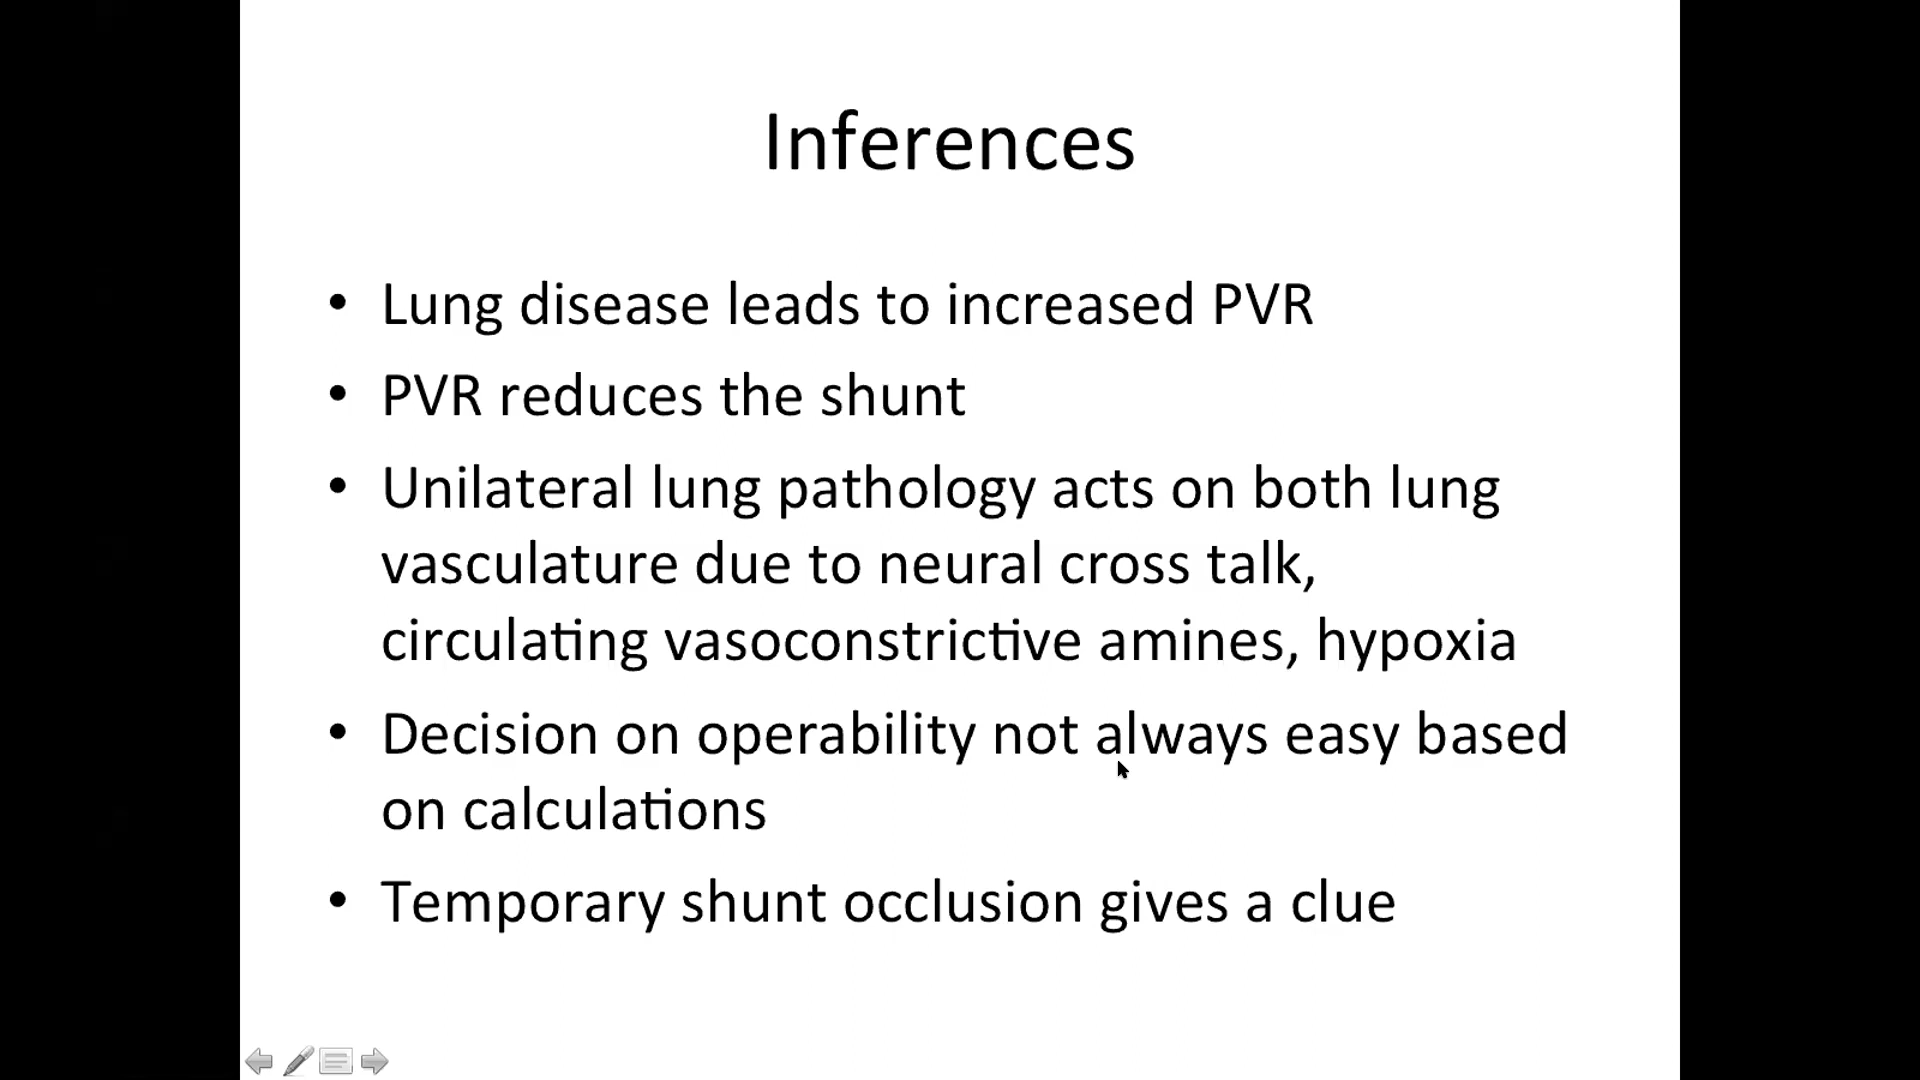 Inferences
• Lung disease leads to increased PVR
• PVR reduces the shunt
• Unilateral lung pathology acts on both lung
vasculature due to neural cross talk,
circulating vasoconstrictive amines, hypoxia
• Decision on operability not always easy based
on calculations
• Temporary shunt occlusion gives a clue